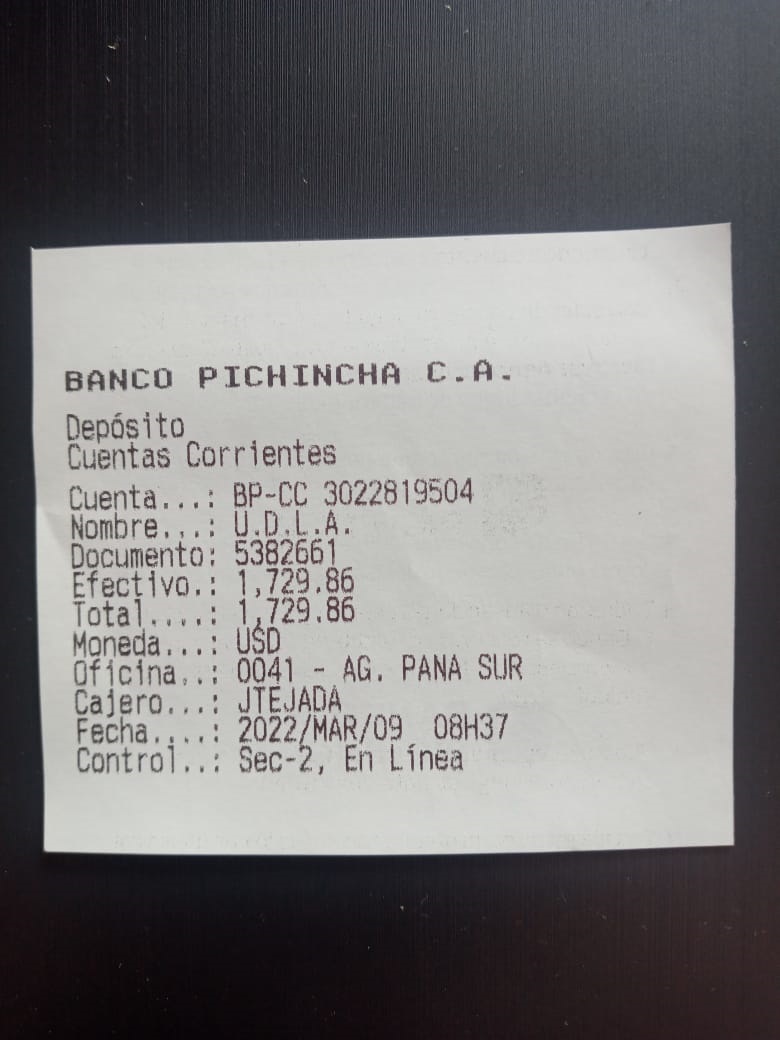 BANCO PICHINCHA C.A.
Depósito
Cuentas Corrientes
Cuenta...: BP-CC 3022819504
Nombre...: U.D.L.A.
Documento: 5382661
Efectivo.: 1,729.86
Total....: 1,729.86
Moneda...: USD
Oficina..: 0041 - AG. PANA SUR
Cajero...: JTEJADA
Fecha....: 2022/MAR/09 08H37
Control..: Sec-2, En Línea